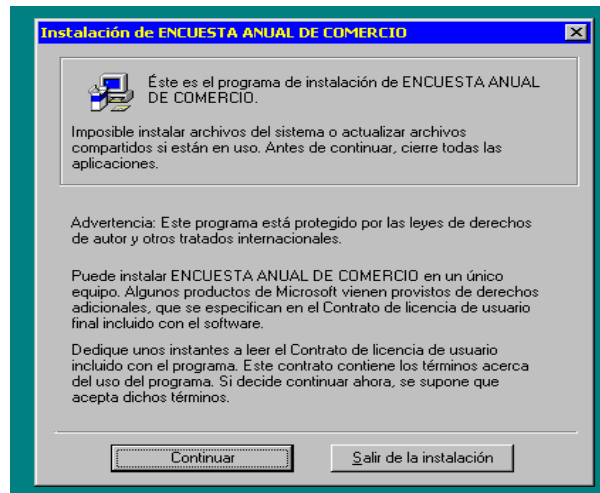 Instalación de ENCUESTA ANUAL DE COMERCIO
Éste es el programa de instalación de ENCUESTA ANUAL
DE COMERCIO.
Imposible instalar archivos del sistema o actualizar archivos
compartidos si están en uso. Antes de continuar, cierre todas las
aplicaciones.
Advertencia: Este programa está protegido por las leyes de derechos
de autor y otros tratados internacionales.
Puede instalar ENCUESTA ANUAL DE COMERCIO en un único
equipo. Algunos productos de Microsoft vienen provistos de derechos
adicionales, que se especifican en el Contrato de licencia de usuario
final incluido con el software.
Dedique unos instantes a leer el Contrato de licencia de usuario
incluido con el programa. Este contrato contiene los términos acerca
del uso del programa. Si decide continuar ahora, se supone que
acepta dichos términos.
Continuar
Salir de la instalación